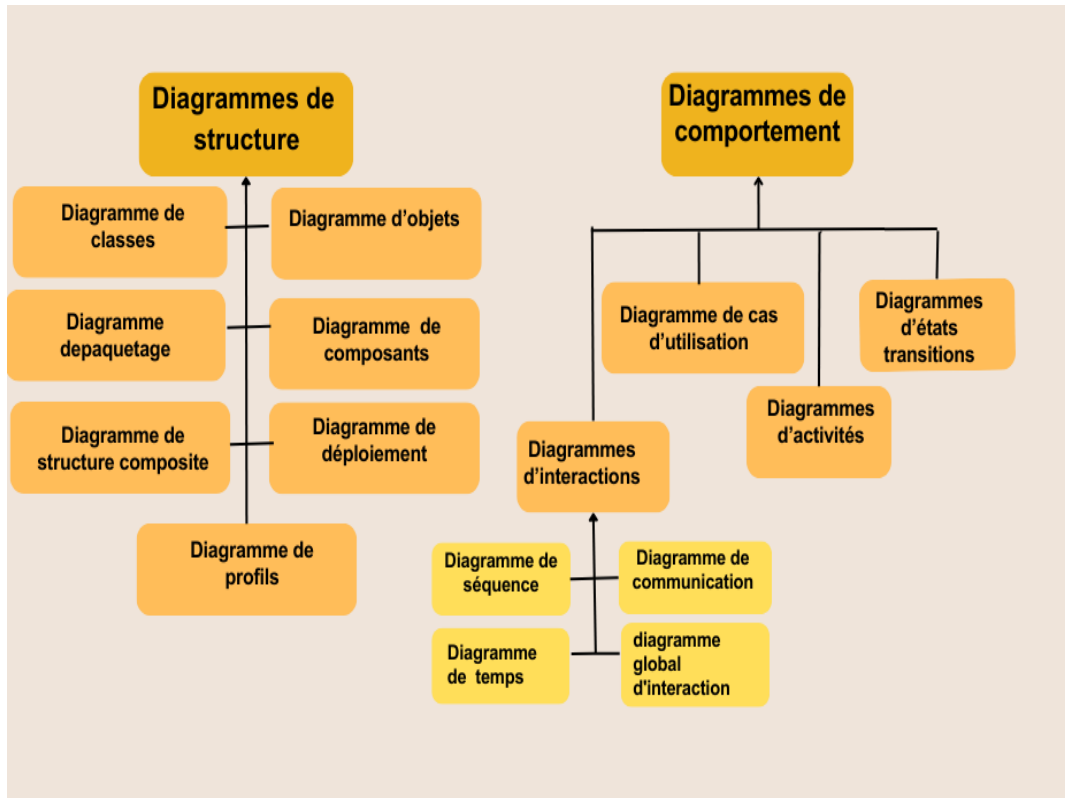 Diagrammes de
structure
Diagramme de
classes
Diagramme d’objets
Diagramme
depaquetage
Diagramme de
composants
Diagramme de
structure composite
Diagramme de
déploiement
Diagramme de
profils
Diagrammes de
comportement
Diagramme de cas
d’utilisation
Diagrammes
d’états
transitions
Diagrammes
d’activités
Diagrammes
d’interactions
Diagramme de
séquence
Diagramme de
communication
Diagramme
de temps
diagramme
global
d'interaction